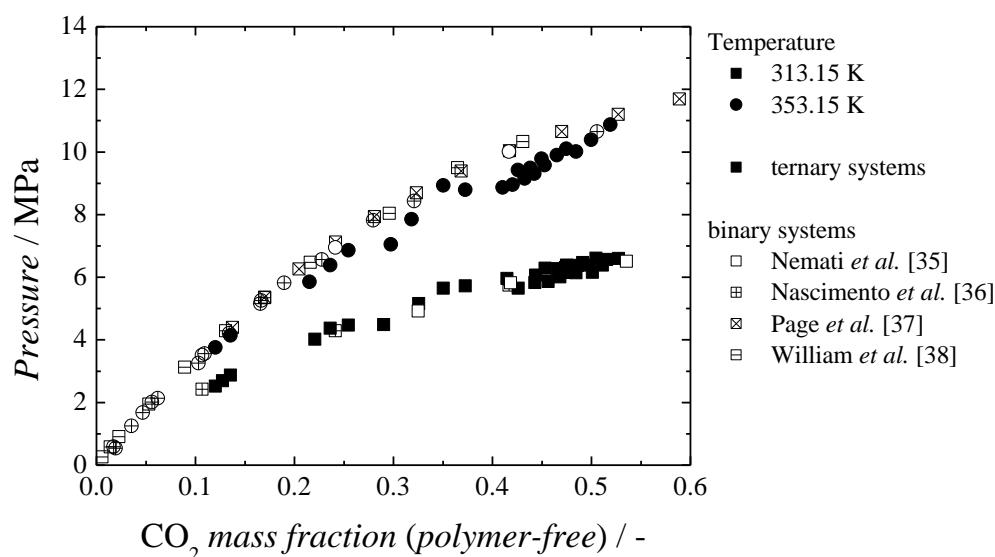 14
12
10
8
6
4
2
0
0.0 0.1 0.2 0.3 0.4 0.5 0.6
Pressure / MPa
CO₂ mass fraction (polymer-free) / -
Temperature
313.15 K
353.15 K
ternary systems
binary systems
Nemati et al. [35]
Nascimento et al. [36]
Page et al. [37]
William et al. [38]